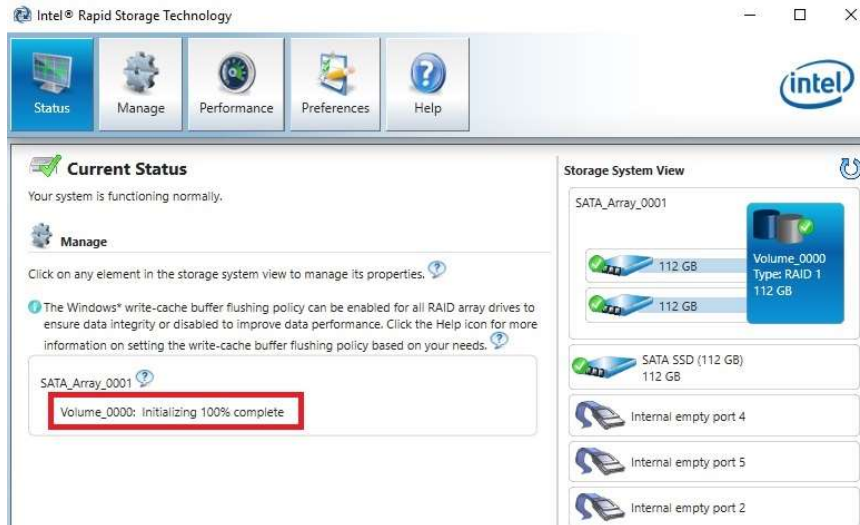 Intel® Rapid Storage Technology
Status
Manage
Performance
Preferences
Help
intel
Current Status
Your system is functioning normally.
Manage
Click on any element in the storage system view to manage its properties.
The Windows* write-cache buffer flushing policy can be enabled for all RAID array drives to
ensure data integrity or disabled to improve data performance. Click the Help icon for more
information on setting the write-cache buffer flushing policy based on your needs.
SATA_Array_0001
Volume_0000: Initializing 100% complete
Storage System View
SATA_Array_0001
112 GB
112 GB
Volume_0000
Type: RAID 1
112 GB
SATA SSD (112 GB)
112 GB
Internal empty port 4
Internal empty port 5
Internal empty port 2